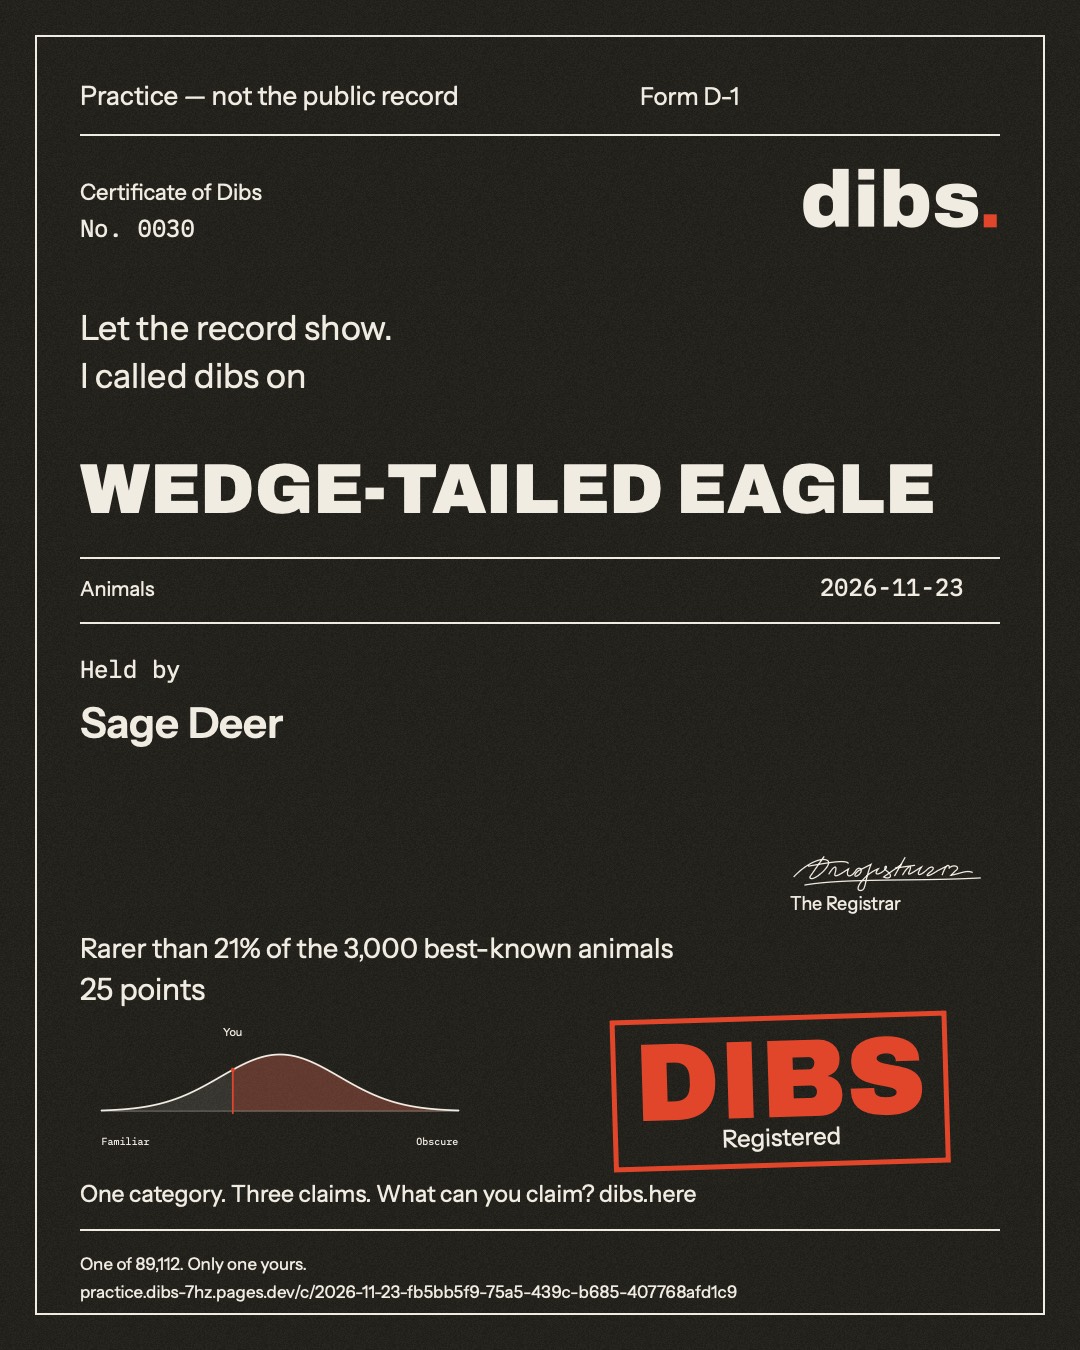 Practice — not the public record
Form D-1
Certificate of Dibs
No. 0030
dibs.
Let the record show.
I called dibs on
WEDGE-TAILED EAGLE
Animals
2026-11-23
Held by
Sage Deer
The Registrar
Rarer than 21% of the 3,000 best-known animals
25 points
You
Familiar
Obscure
DIBS
Registered
One category. Three claims. What can you claim? dibs.here
One of 89,112. Only one yours.
practice.dibs-7hz.pages.dev/c/2026-11-23-fb5bb5f9-75a5-439c-b685-407768afd1c9